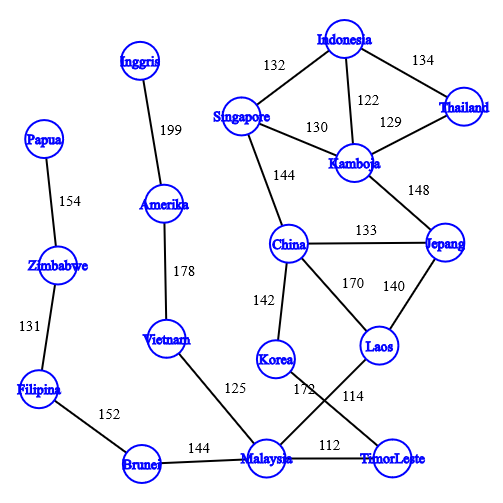 Indonesia
Inggris
132
134
122
Thailand
Singapore
130
129
199
Papua
Kamboja
144
148
154
Amerika
133
China
Jepang
Zimbabwe
178
170
140
142
131
Vietnam
Laos
Korea
125
172
114
Filipina
152
144
112
Brunei
Malaysia
TimorLeste